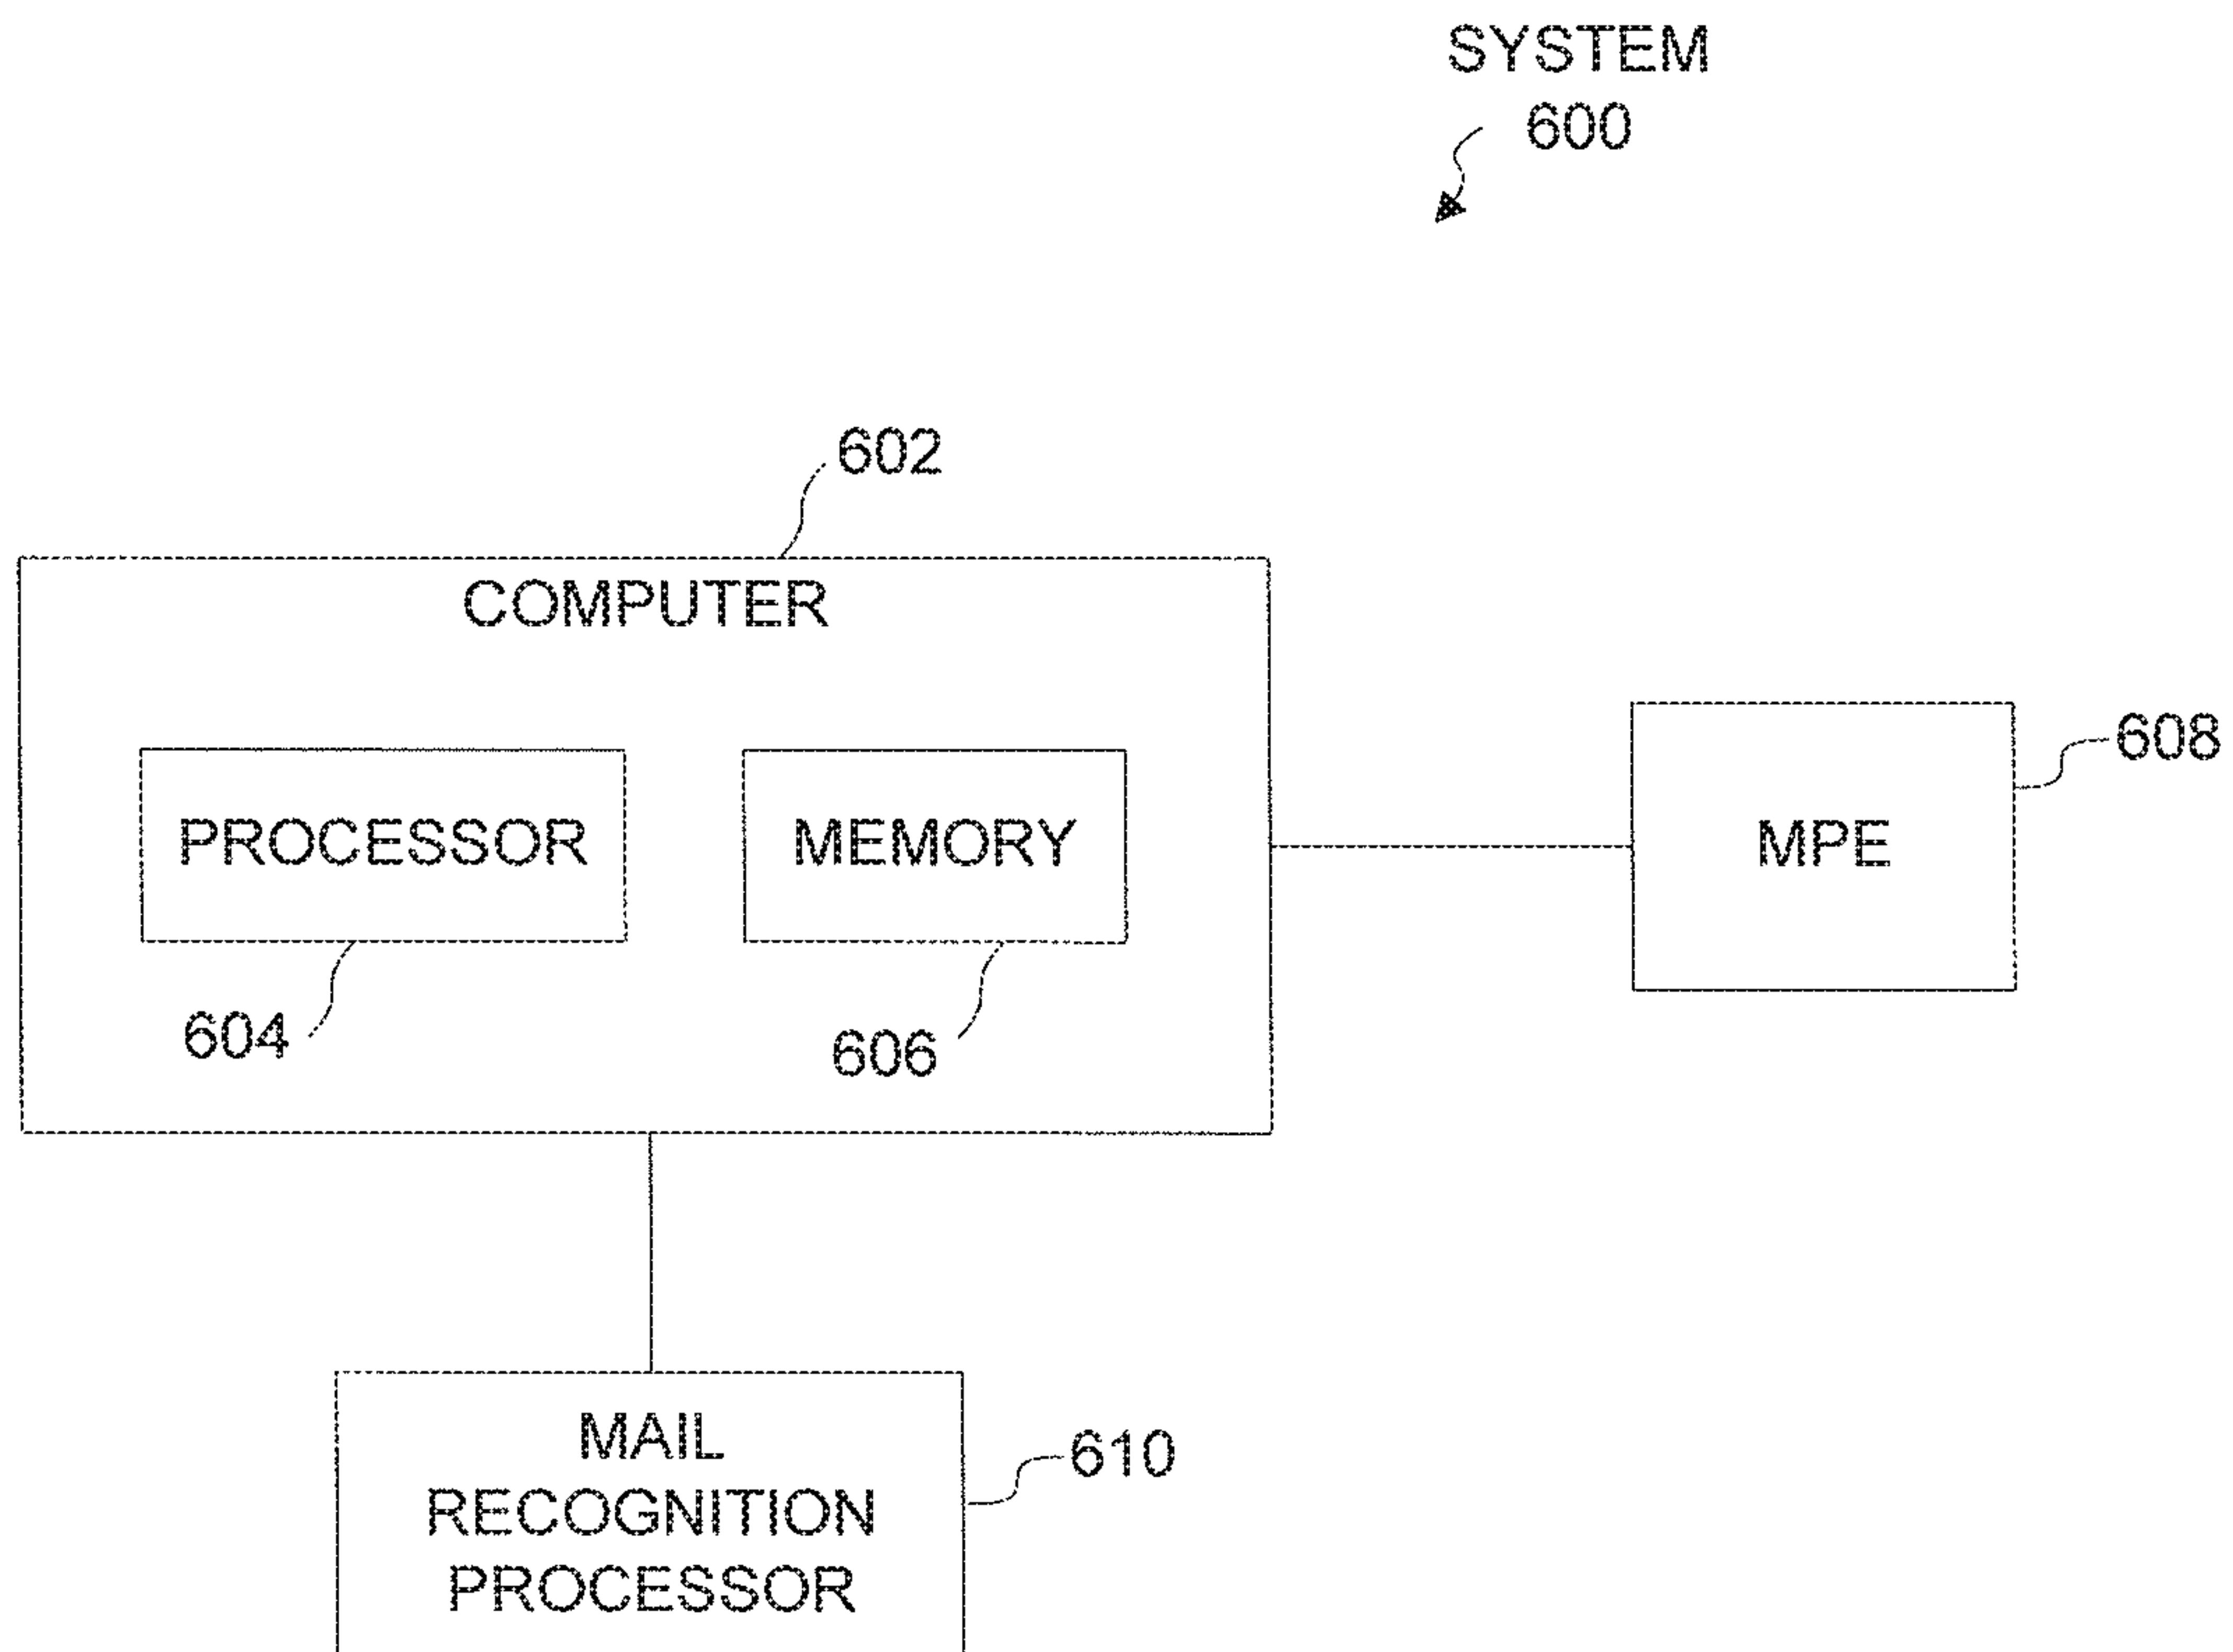 SYSTEM
600
602
COMPUTER
PROCESSOR
MEMORY
604
606
MPE
608
MAIL
RECOGNITION
PROCESSOR
610